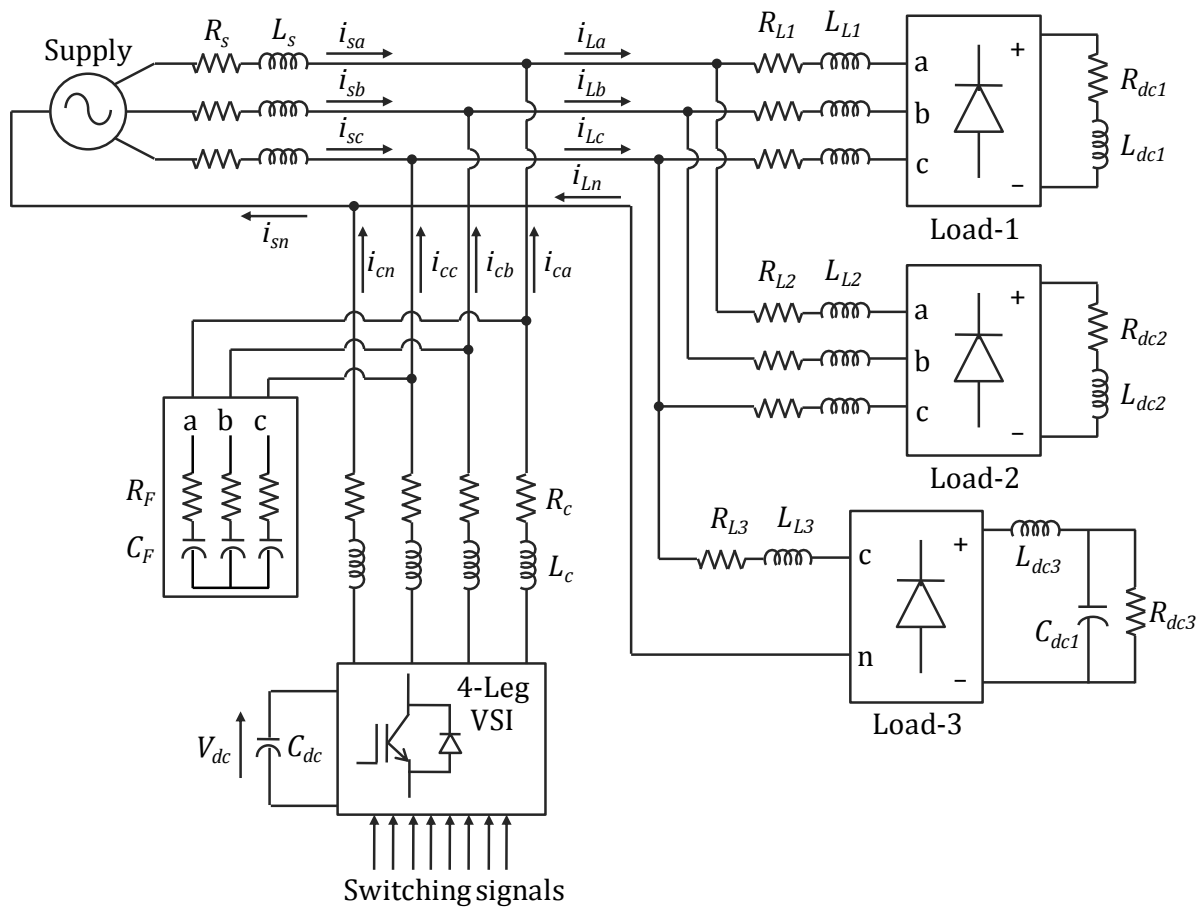 Supply
R_s
L_s
i_sa
i_La
R_L1
L_L1
+
a
R_dc1
i_sb
i_Lb
b
i_sc
i_Lc
c
L_dc1
−
i_Ln
i_sn
Load-1
i_cn
i_cc
i_cb
i_ca
R_L2
L_L2
+
a
R_dc2
b
L_dc2
c
−
a b c
Load-2
R_F
R_c
R_L3
L_L3
c
+
L_dc3
C_F
L_c
C_dc1
R_dc3
n
−
4-Leg
VSI
Load-3
V_dc
C_dc
Switching signals